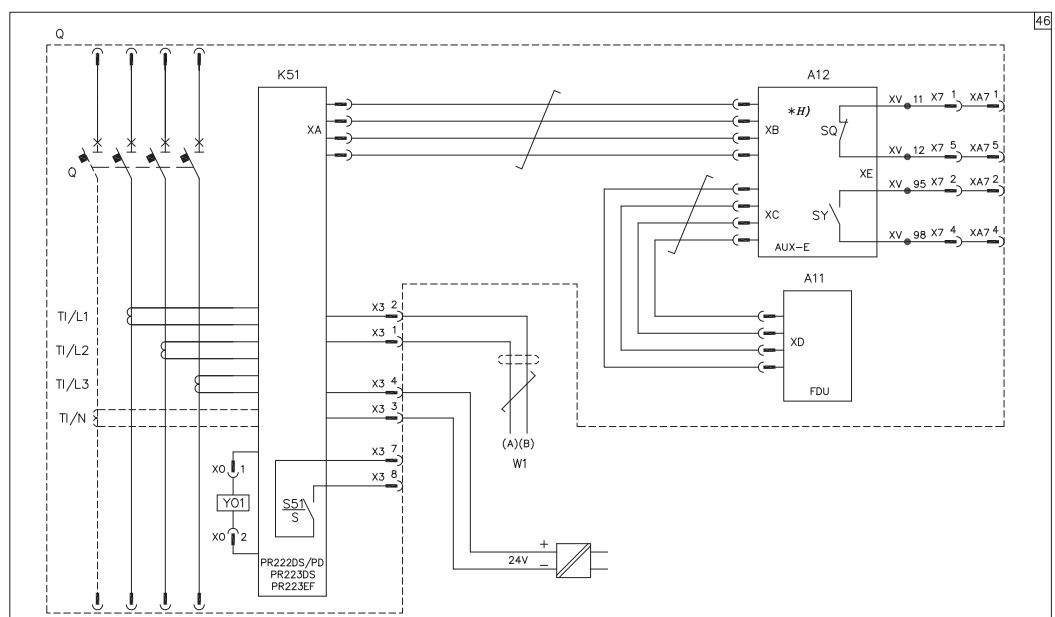 46
Q
K51
A12
XA
*H)
XB
SQ
XE
XC
SY
AUX-E
XV 11 X7 1 XA7 1
XV 12 X7 5 XA7 5
XV 95 X7 2 XA7 2
XV 98 X7 4 XA7 4
Q
A11
XD
FDU
TI/L1
TI/L2
TI/L3
TI/N
X3 2
X3 1
X3 4
X3 3
X3 7
X3 8
(A)(B)
W1
XO 1
YO1
XO 2
S51
S
PR222DS/PD
PR223DS
PR223EF
+
24V
−